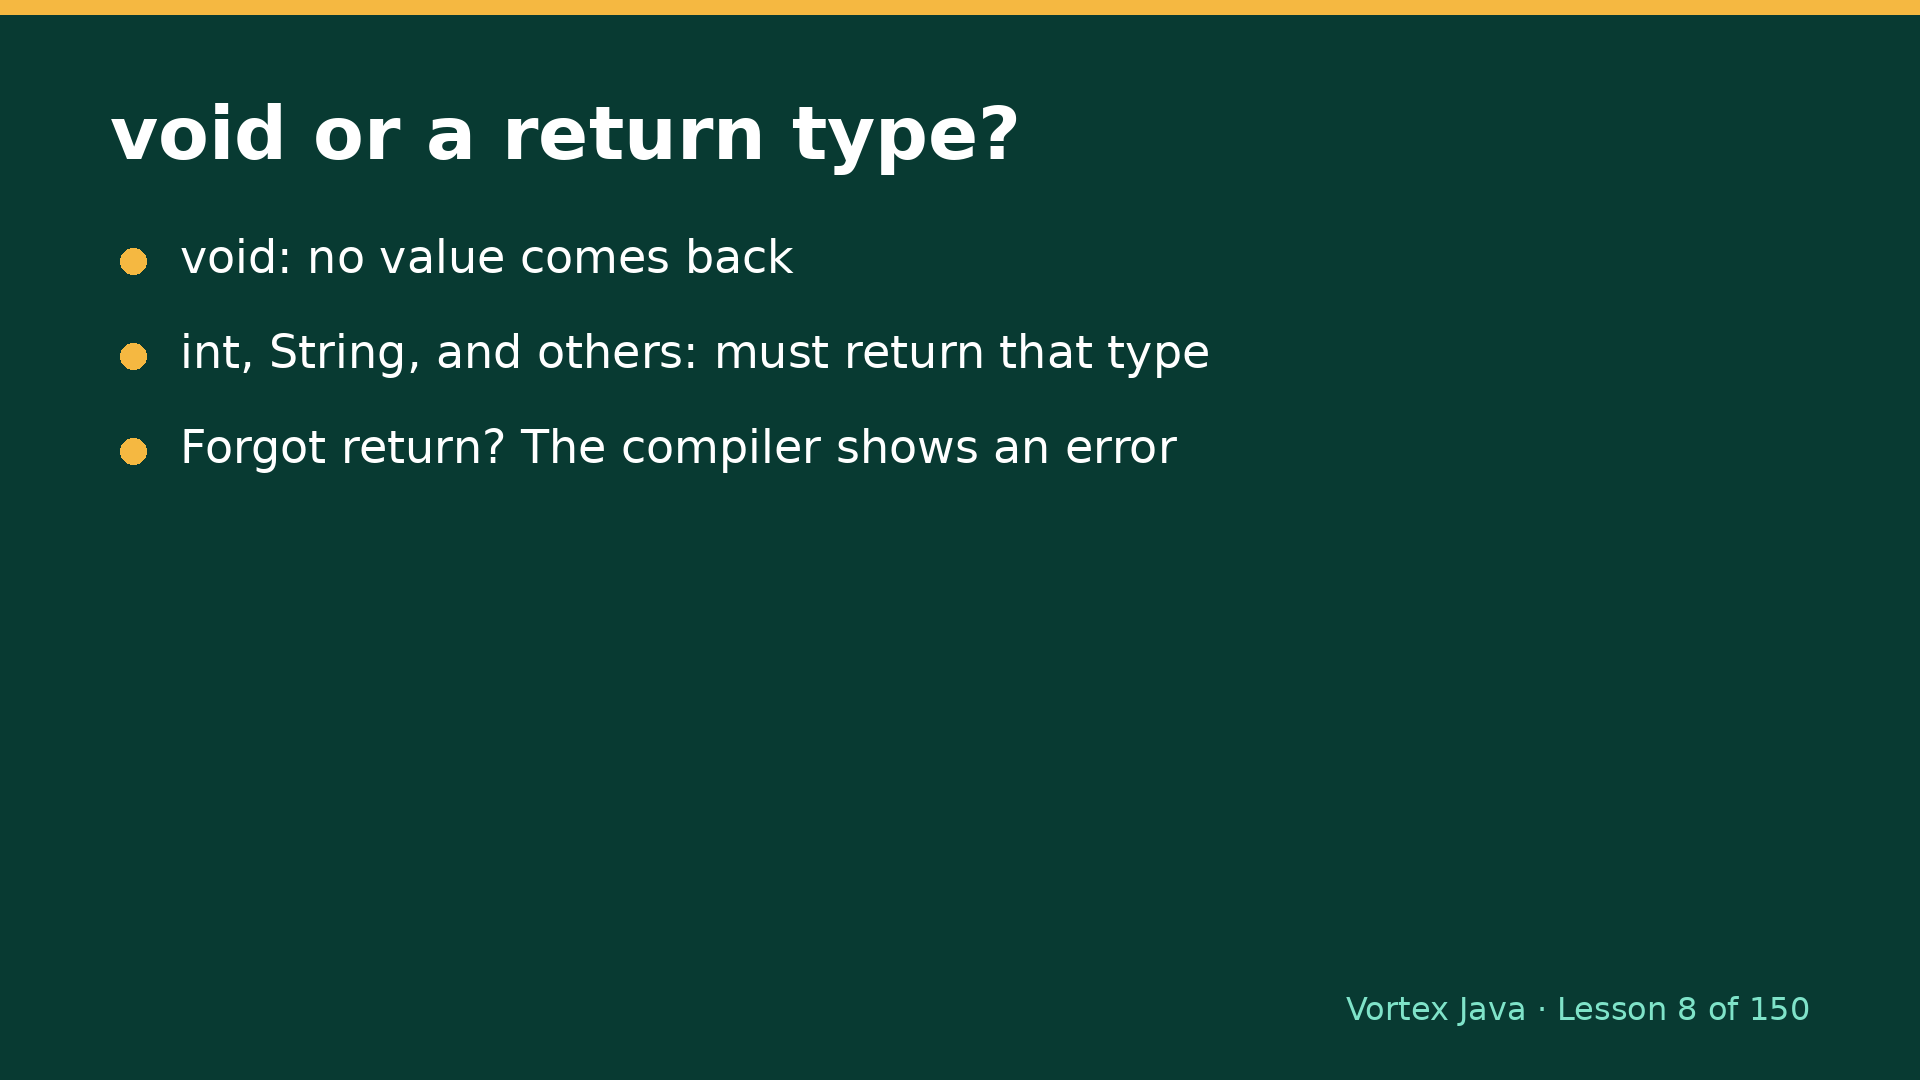 void or a return type?
void: no value comes back
int, String, and others: must return that type
Forgot return? The compiler shows an error
Vortex Java · Lesson 8 of 150